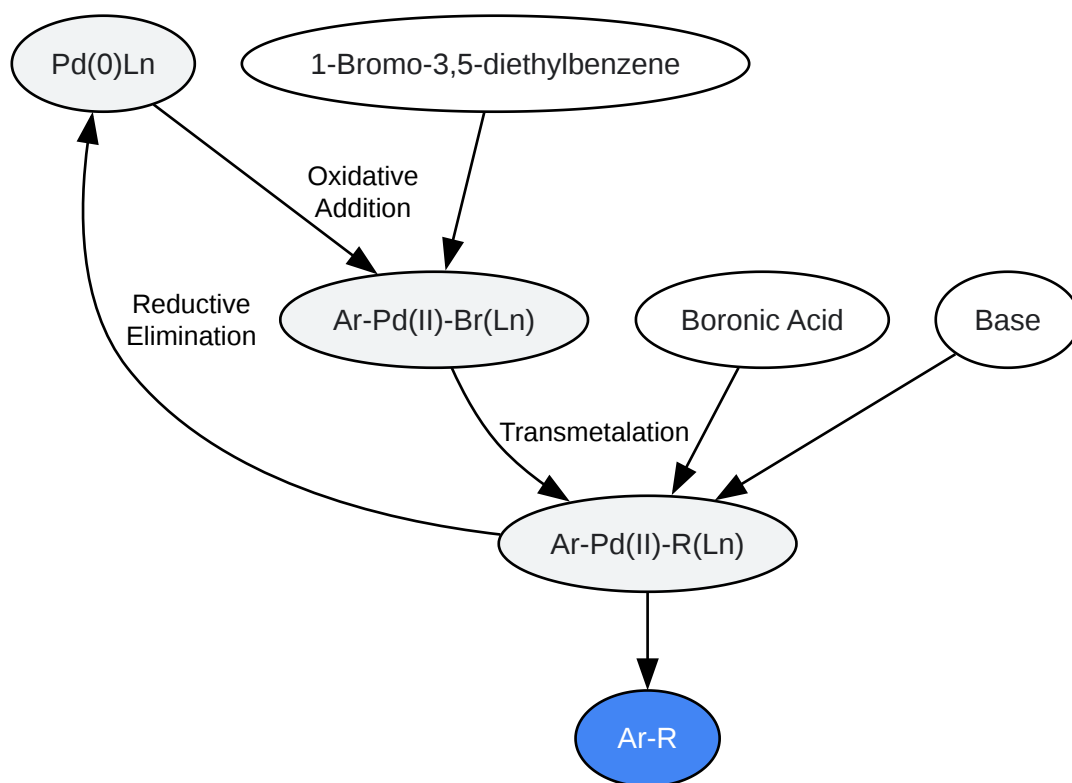 Pd(0)Ln
1-Bromo-3,5-diethylbenzene
Oxidative
Addition
Reductive
Elimination
Ar-Pd(II)-Br(Ln)
Boronic Acid
Base
Transmetalation
Ar-Pd(II)-R(Ln)
Ar-R